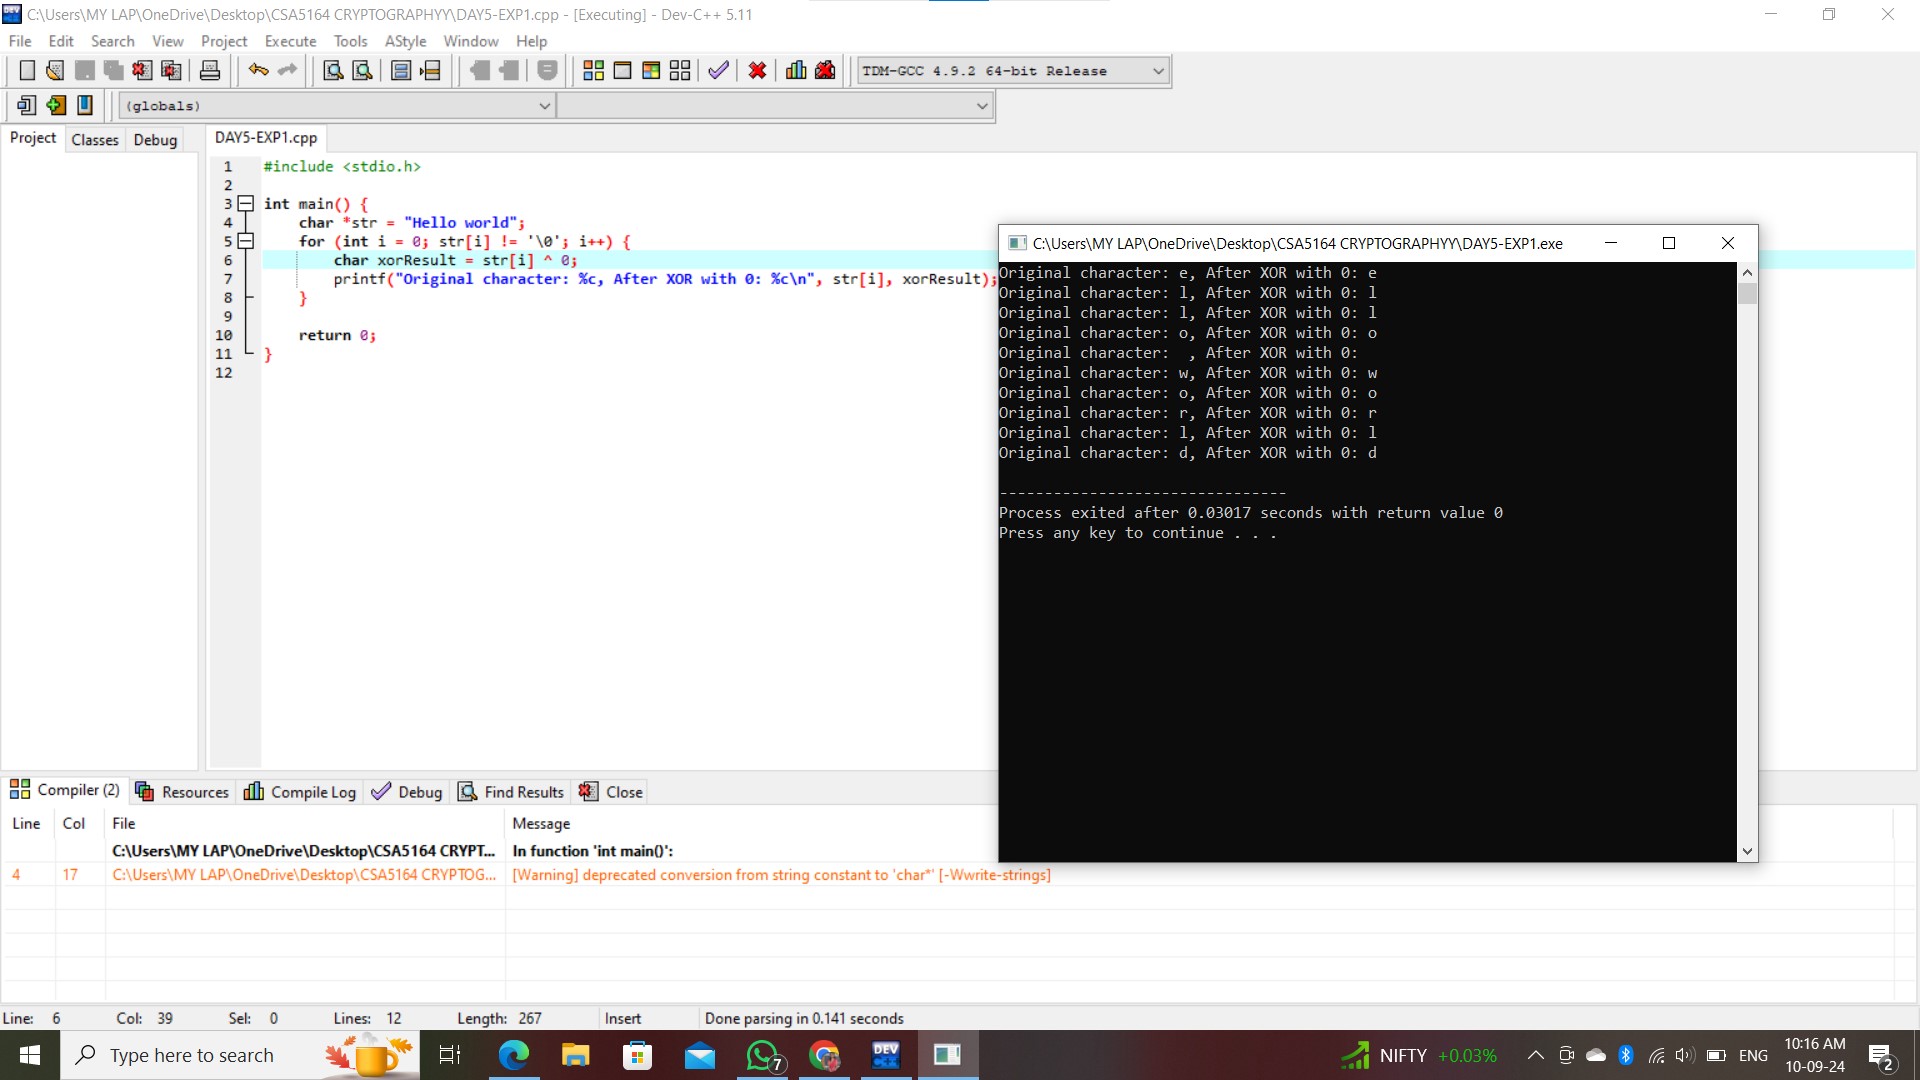 C:\Users\MY LAP\OneDrive\Desktop\CSA5164 CRYPTOGRAPHYY\DAY5-EXP1.cpp - [Executing] - Dev-C++ 5.11
File Edit Search View Project Execute Tools AStyle Window Help
TDM-GCC 4.9.2 64-bit Release
(globals)
Project Classes Debug
DAY5-EXP1.cpp
1 #include <stdio.h>
2
3 int main() {
4 char *str = "Hello world";
5 for (int i = 0; str[i] != '\0'; i++) {
6 char xorResult = str[i] ^ 0;
7 printf("Original character: %c, After XOR with 0: %c\n", str[i], xorResult);
8 }
9
10 return 0;
11 }
12
C:\Users\MY LAP\OneDrive\Desktop\CSA5164 CRYPTOGRAPHYY\DAY5-EXP1.exe
Original character: e, After XOR with 0: e
Original character: l, After XOR with 0: l
Original character: l, After XOR with 0: l
Original character: o, After XOR with 0: o
Original character:  , After XOR with 0:
Original character: w, After XOR with 0: w
Original character: o, After XOR with 0: o
Original character: r, After XOR with 0: r
Original character: l, After XOR with 0: l
Original character: d, After XOR with 0: d
--------------------------------
Process exited after 0.03017 seconds with return value 0
Press any key to continue . . .
Compiler (2) Resources Compile Log Debug Find Results Close
Line Col File Message
C:\Users\MY LAP\OneDrive\Desktop\CSA5164 CRYPT... In function 'int main()':
4 17 C:\Users\MY LAP\OneDrive\Desktop\CSA5164 CRYPTOG... [Warning] deprecated conversion from string constant to 'char*' [-Wwrite-strings]
Line: 6 Col: 39 Sel: 0 Lines: 12 Length: 267 Insert Done parsing in 0.141 seconds
Type here to search
7
DEV
NIFTY +0.03%
ENG
10:16 AM
10-09-24
2